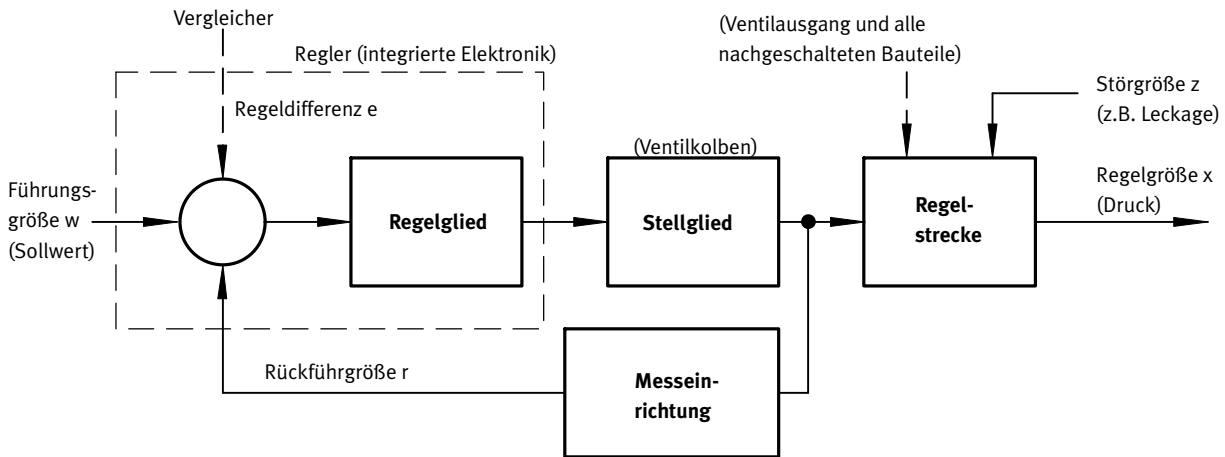 Vergleicher
Regler (integrierte Elektronik)
(Ventilausgang und alle
nachgeschalteten Bauteile)
Störgröße z
(z.B. Leckage)
Regeldifferenz e
(Ventilkolben)
Führungs-
größe w
(Sollwert)
Regelglied
Stellglied
Regel-
strecke
Regelgröße x
(Druck)
Rückführgröße r
Messein-
richtung